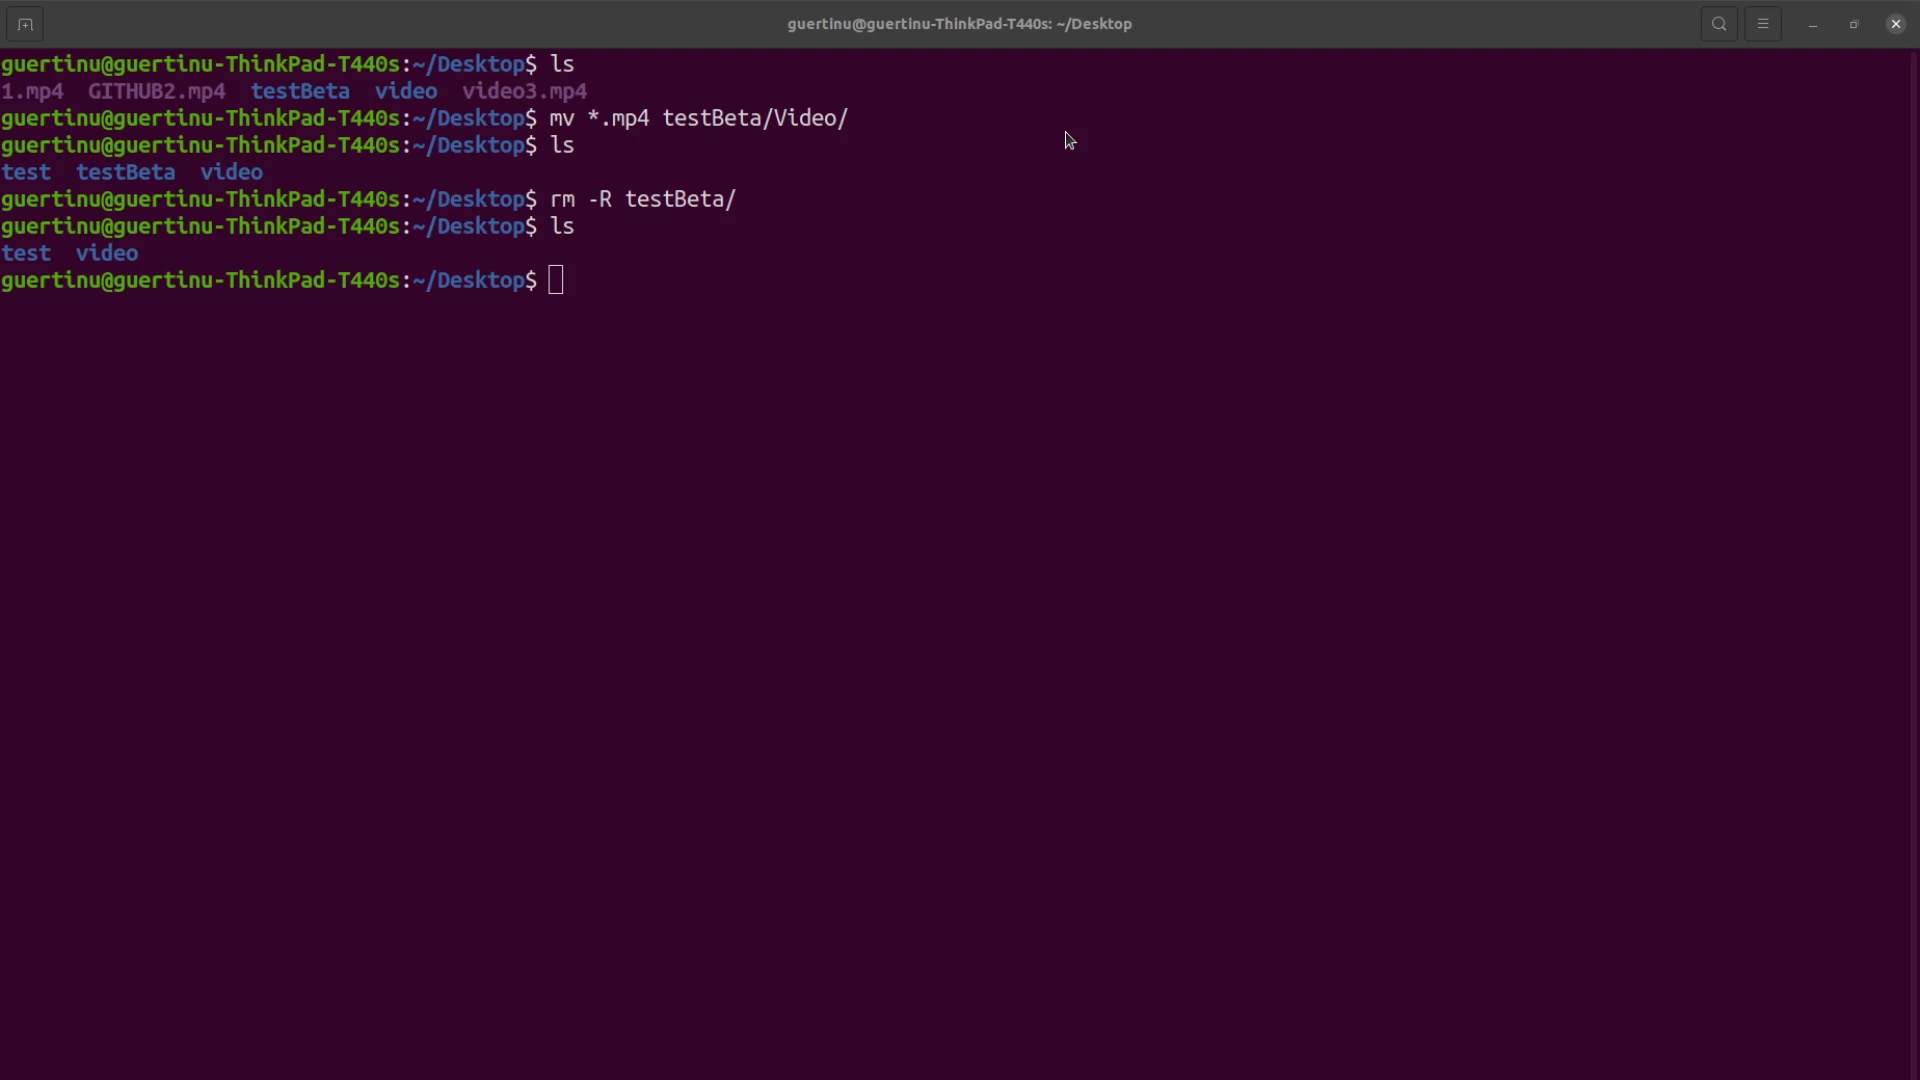 guertinu@guertinu-ThinkPad-T440s: ~/Desktop
guertinu@guertinu-ThinkPad-T440s:~/Desktop$ ls
1.mp4  GITHUB2.mp4  testBeta  video  video3.mp4
guertinu@guertinu-ThinkPad-T440s:~/Desktop$ mv *.mp4 testBeta/Video/
guertinu@guertinu-ThinkPad-T440s:~/Desktop$ ls
test  testBeta  video
guertinu@guertinu-ThinkPad-T440s:~/Desktop$ rm -R testBeta/
guertinu@guertinu-ThinkPad-T440s:~/Desktop$ ls
test  video
guertinu@guertinu-ThinkPad-T440s:~/Desktop$